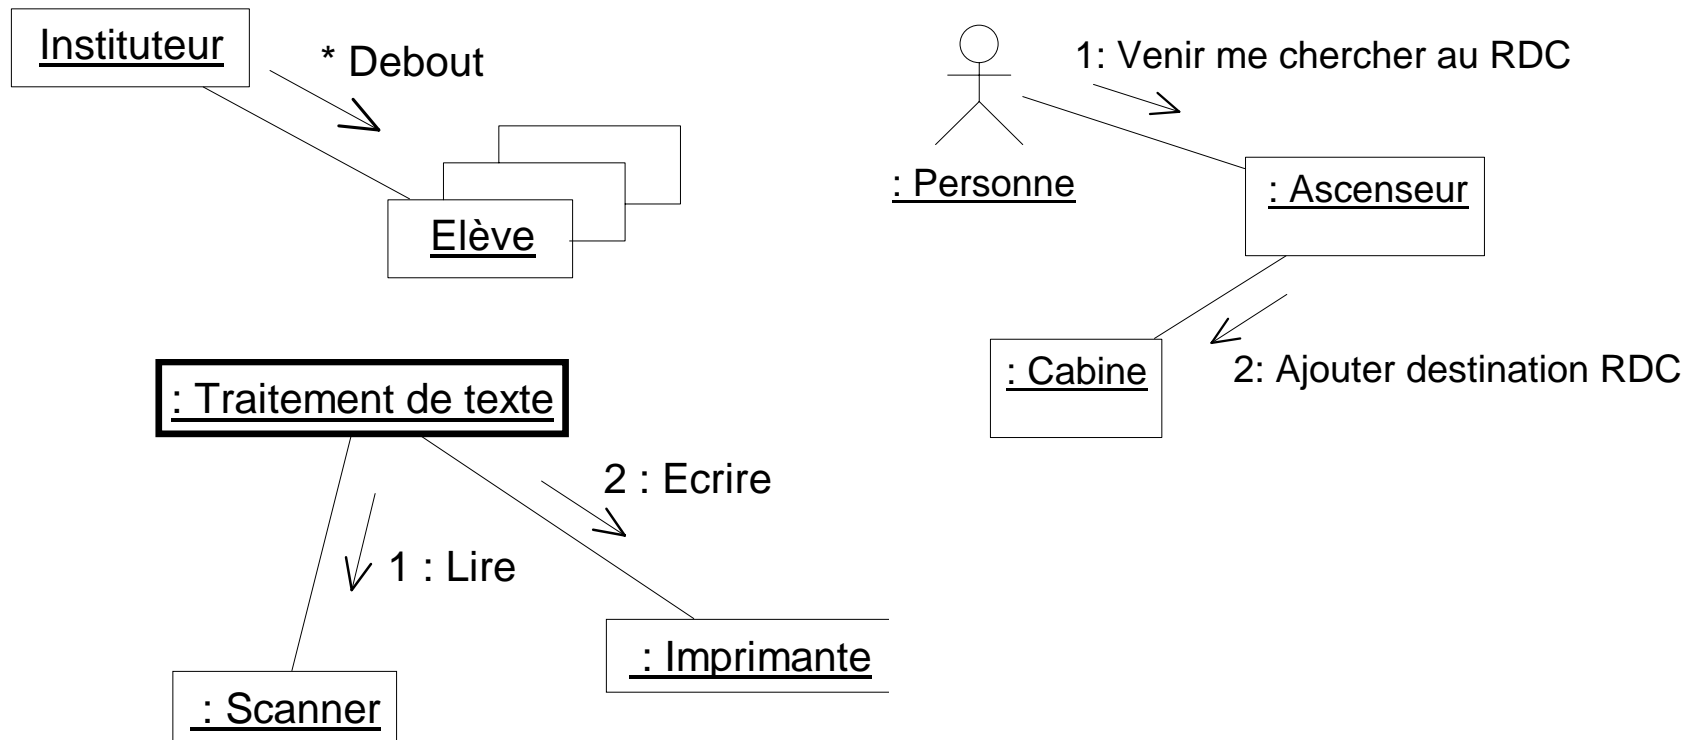 Instituteur
* Debout
Elève
1: Venir me chercher au RDC
: Personne
: Ascenseur
: Cabine
2: Ajouter destination RDC
: Traitement de texte
2 : Ecrire
1 : Lire
: Imprimante
: Scanner